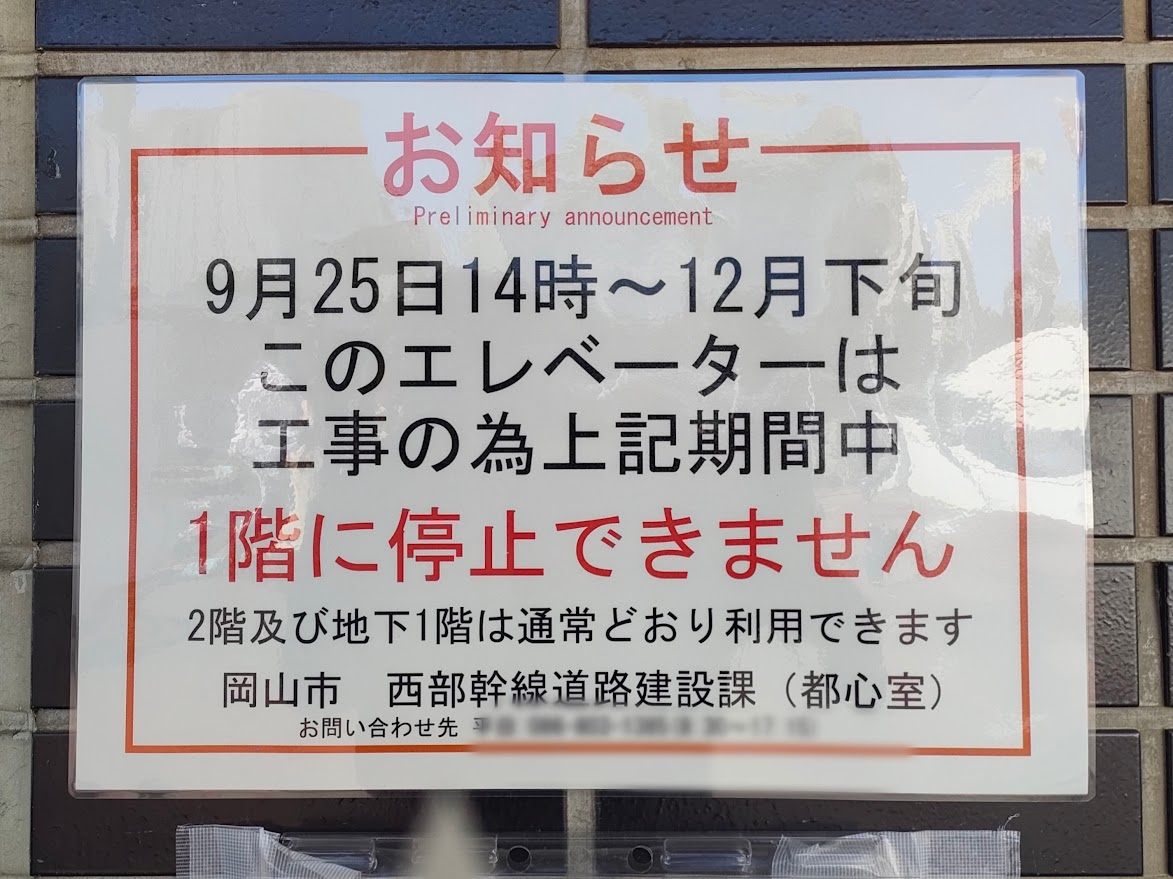 お知らせ
Preliminary announcement
9月25日14時～12月下旬
このエレベーターは
工事の為上記期間中
1階に停止できません
2階及び地下1階は通常どおり利用できます
岡山市　西部幹線道路建設課（都心室）
お問い合わせ先